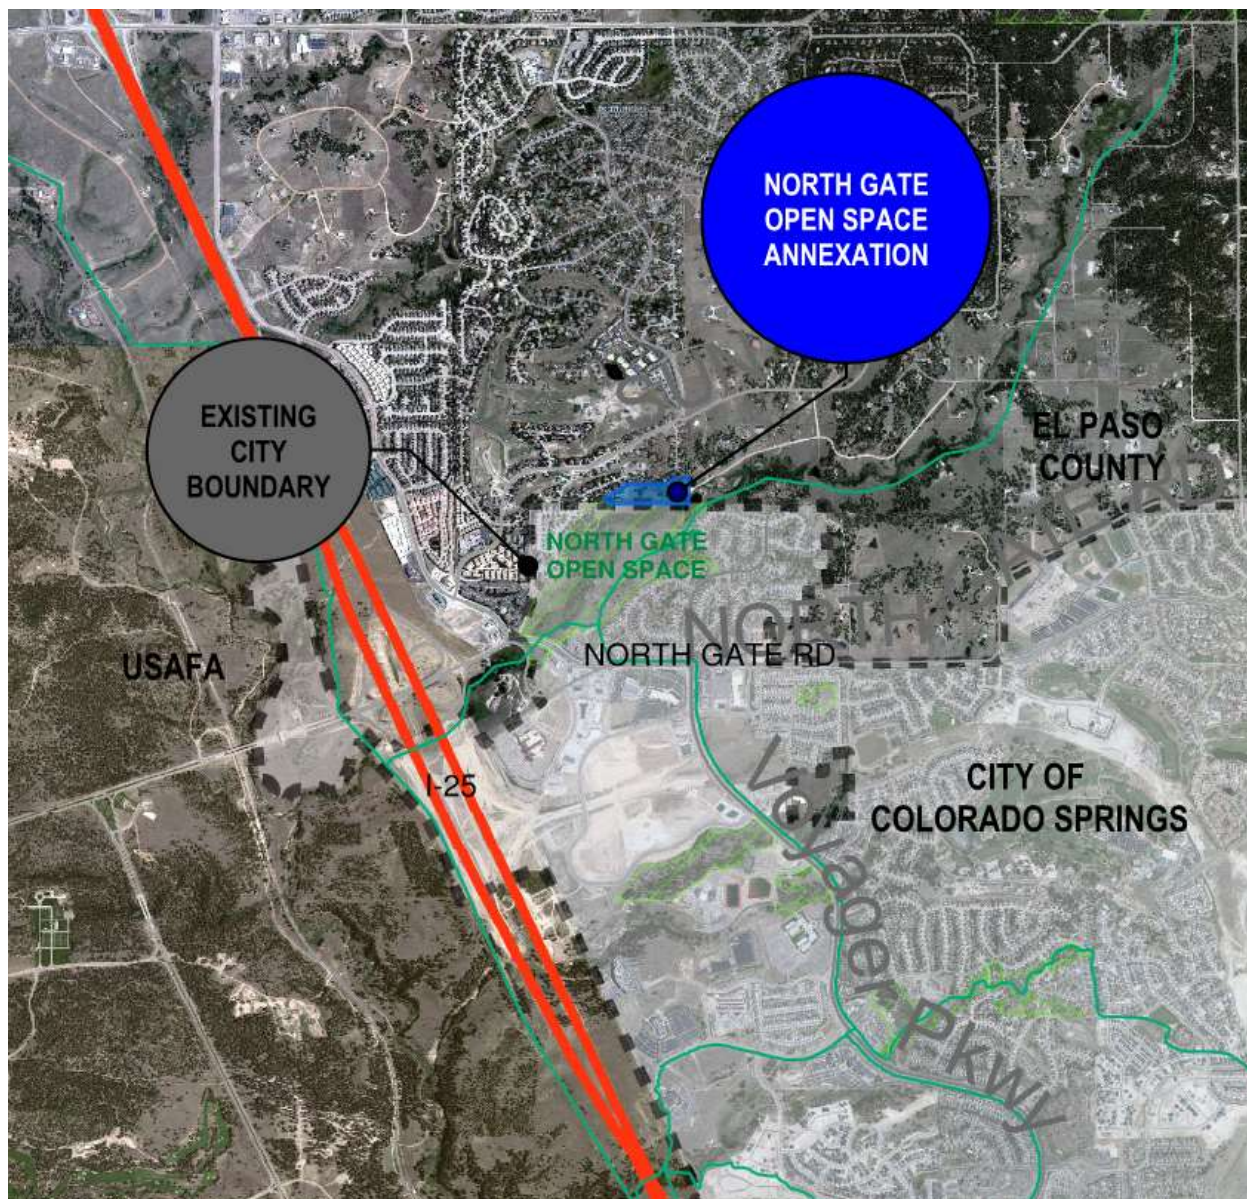 NORTH GATE
OPEN SPACE
ANNEXATION
EXISTING
CITY
BOUNDARY
EL PASO
COUNTY
NORTH GATE
OPEN SPACE
NORTH
NORTH GATE RD
USAFA
I-25
CITY OF
COLORADO SPRINGS
Voyager Pkwy